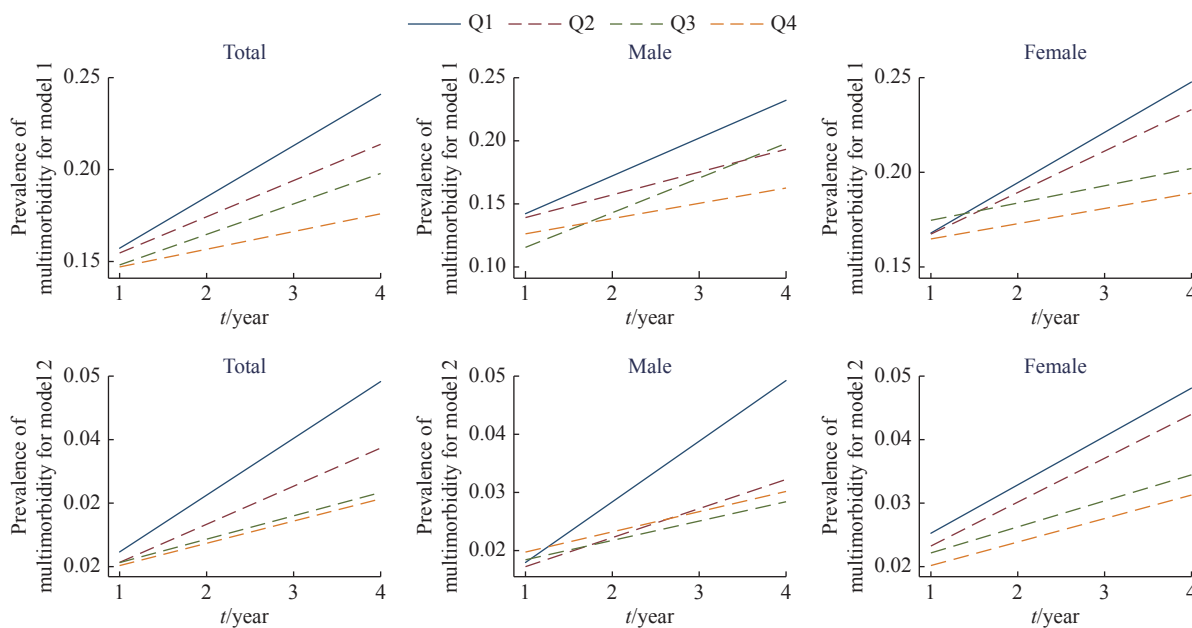 Q1 Q2 Q3 Q4
Total
Prevalence of
multimorbidity for model 1
0.25
0.20
0.15
1 2 3 4
t/year
Male
Prevalence of
multimorbidity for model 1
0.25
0.20
0.15
0.10
1 2 3 4
t/year
Female
Prevalence of
multimorbidity for model 1
0.25
0.20
0.15
1 2 3 4
t/year
Total
Prevalence of
multimorbidity for model 2
0.05
0.04
0.02
0.02
1 2 3 4
t/year
Male
Prevalence of
multimorbidity for model 2
0.05
0.04
0.03
0.02
1 2 3 4
t/year
Female
Prevalence of
multimorbidity for model 2
0.05
0.04
0.03
0.02
1 2 3 4
t/year